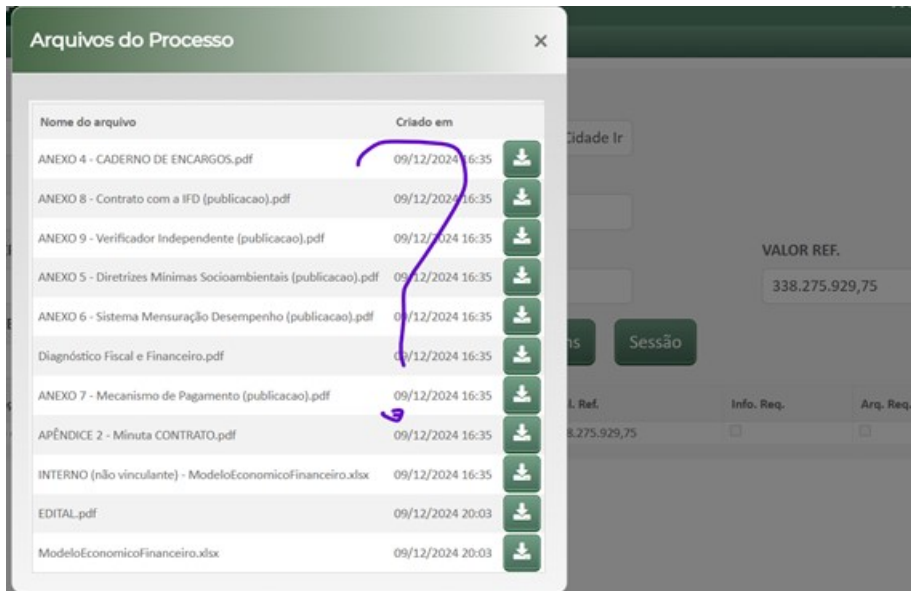 Arquivos do Processo
×
Nome do arquivo Criado em
ANEXO 4 - CADERNO DE ENCARGOS.pdf 09/12/2024 16:35
ANEXO 8 - Contrato com a IFD (publicacao).pdf 09/12/2024 16:35
ANEXO 9 - Verificador Independente (publicacao).pdf 09/12/2024 16:35
ANEXO 5 - Diretrizes Mínimas Socioambientais (publicacao).pdf 09/12/2024 16:35
ANEXO 6 - Sistema Mensuração Desempenho (publicacao).pdf 09/12/2024 16:35
Diagnóstico Fiscal e Financeiro.pdf 09/12/2024 16:35
ANEXO 7 - Mecanismo de Pagamento (publicacao).pdf 09/12/2024 16:35
APÊNDICE 2 - Minuta CONTRATO.pdf 09/12/2024 16:35
INTERNO (não vinculante) - ModeloEconomicoFinanceiro.xlsx 09/12/2024 16:35
EDITAL.pdf 09/12/2024 20:03
ModeloEconomicoFinanceiro.xlsx 09/12/2024 20:03
Cidade Ir
VALOR REF.
338.275.929,75
ns Sessão
l. Ref. Info. Req. Arq. Req.
8.275.929,75